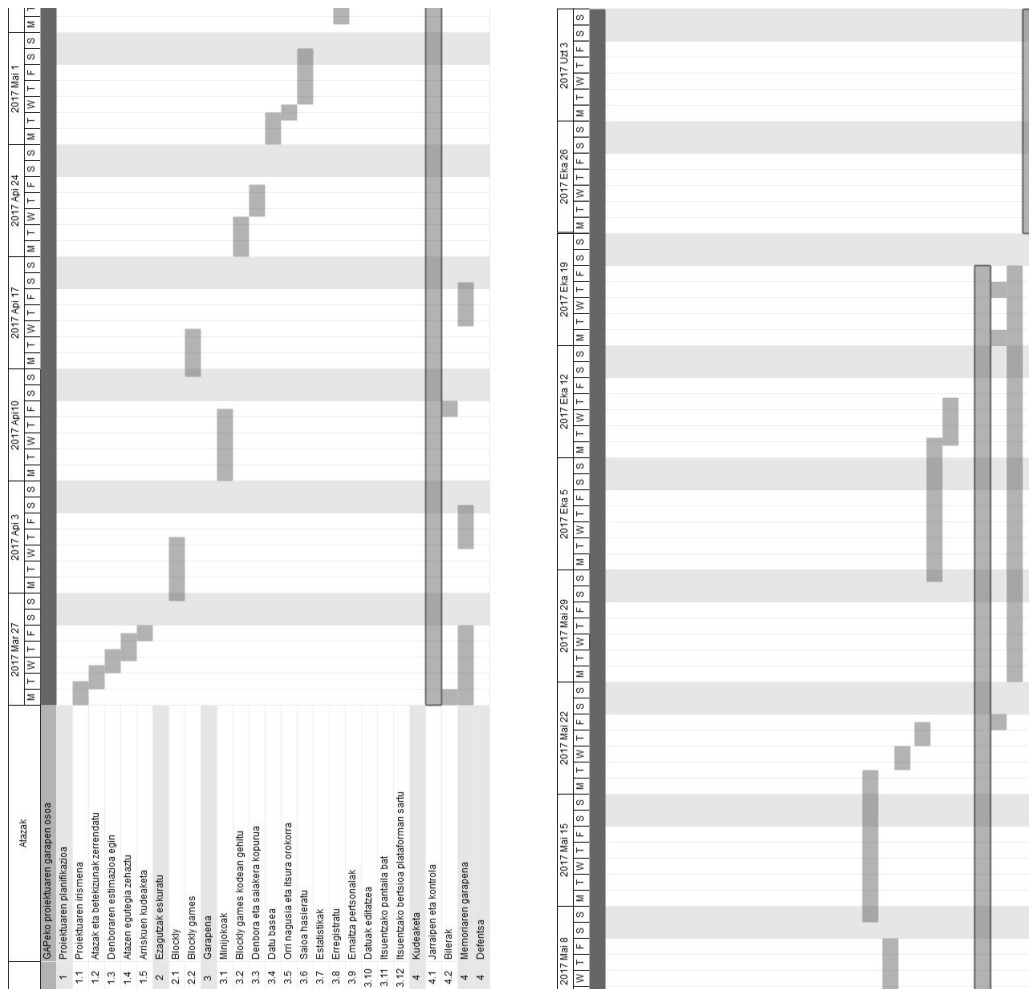 Atazak 2017 Mar 27 2017 Api 3 2017 Api10 2017 Api 17 2017 Api 24 2017 Mai 1
M T W T F S S M T W T F S S M T W T F S S M T W T F S S M T W T F S S M T W T F S S M T
GAPeko proiektuaren garapen osoa
1 Proiektuaren planifikazioa
1.1 Proiektuaren irismena
1.2 Atazak eta betekizunak zerrendatu
1.3 Denboraren estimazioa egin
1.4 Atazen egutegia zehaztu
1.5 Arriskuen kudeaketa
2 Ezagutzak eskuratu
2.1 Blockly
2.2 Blockly games
3 Garapena
3.1 Minijokoak
3.2 Blockly games kodean gehitu
3.3 Denbora eta saiakera kopurua
3.4 Datu basea
3.5 Orri nagusia eta itsura orokorra
3.6 Saioa hasieratu
3.7 Estatistikak
3.8 Erregistratu
3.9 Emaitza pertsonalak
3.10 Datuak editatzea
3.11 Itsuentzako pantaila bat
3.12 Itsuentzako bertsioa plataforman sartu
4 Kudeaketa
4.1 Jarraipen eta kontrola
4.2 Bilerak
4 Memoriaren garapena
4 Defentsa
2017 Mai 8 2017 Mai 15 2017 Mai 22 2017 Mai 29 2017 Eka 5 2017 Eka 12 2017 Eka 19 2017 Eka 26 2017 Uzt 3
W T F S S M T W T F S S M T W T F S S M T W T F S S M T W T F S S M T W T F S S M T W T F S S M T W T F S S M T W T F S S